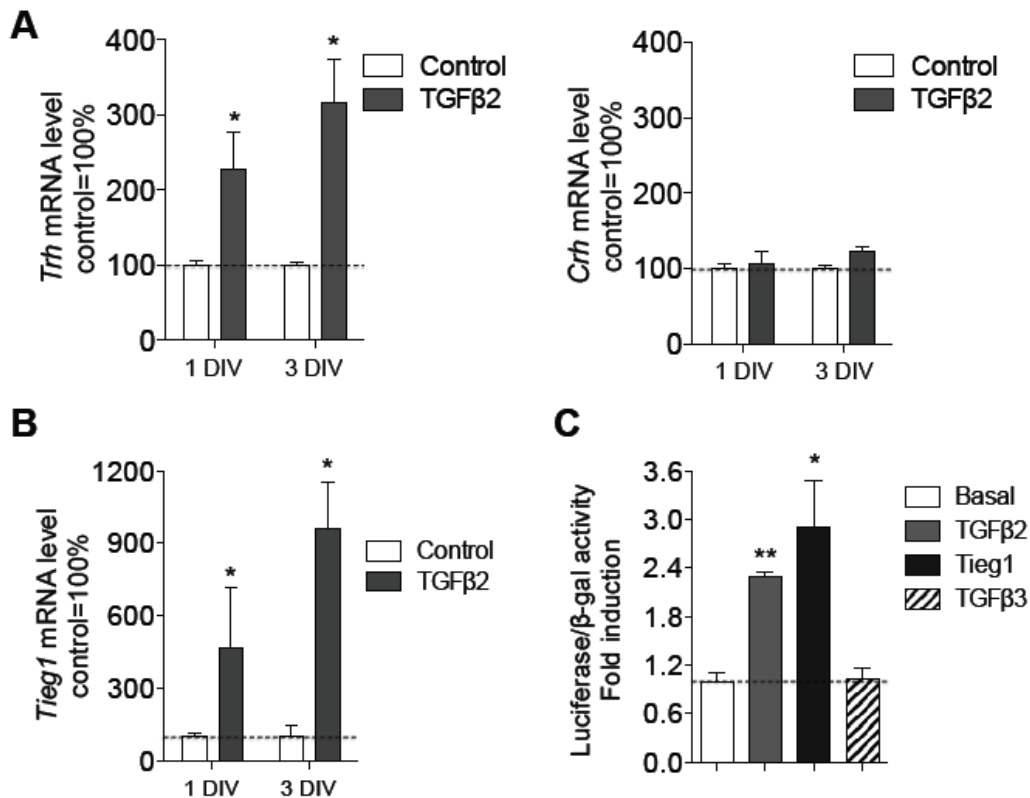 A
Trh mRNA level
control=100%
400
300
200
100
0
*
*
1 DIV
3 DIV
Control
TGFβ2
Crh mRNA level
control=100%
400
300
200
100
0
1 DIV
3 DIV
Control
TGFβ2
B
Tieg1 mRNA level
control=100%
1200
900
600
300
0
*
*
1 DIV
3 DIV
Control
TGFβ2
C
Luciferase/β-gal activity
Fold induction
3.6
3.0
2.4
1.8
1.2
0.6
0.0
**
*
Basal
TGFβ2
Tieg1
TGFβ3